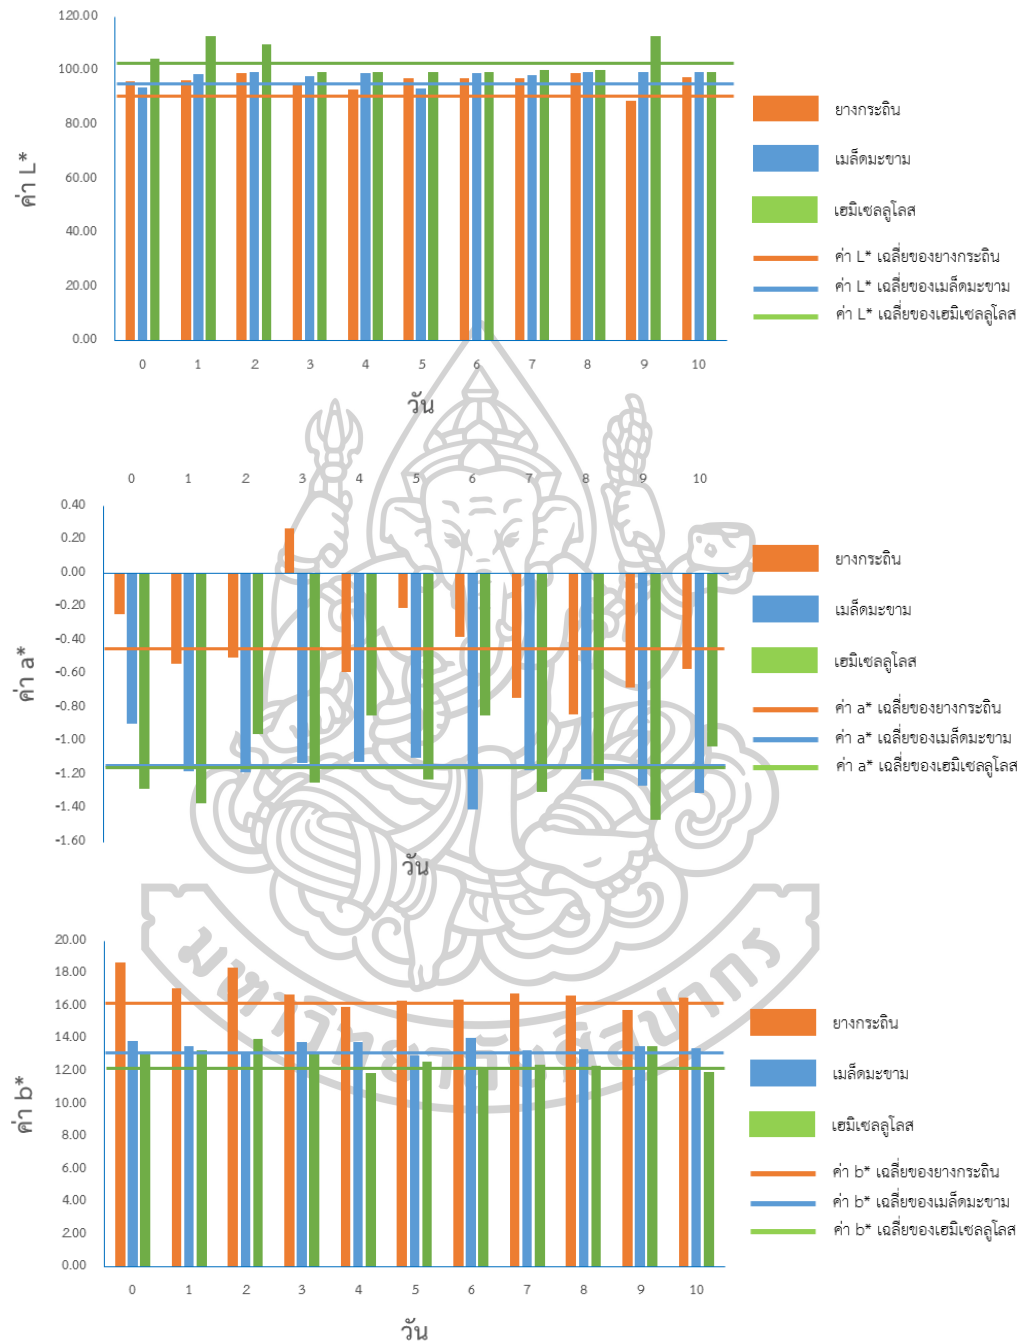 120.00
100.00
80.00
60.00
40.00
20.00
0.00
ค่า L*
0 1 2 3 4 5 6 7 8 9 10
วัน
ยางกระถิน
เมล็ดมะขาม
เฮมิเซลลูโลส
ค่า L* เฉลี่ยของยางกระถิน
ค่า L* เฉลี่ยของเมล็ดมะขาม
ค่า L* เฉลี่ยของเฮมิเซลลูโลส
0 1 2 3 4 5 6 7 8 9 10
0.40
0.20
0.00
-0.20
-0.40
-0.60
-0.80
-1.00
-1.20
-1.40
-1.60
ค่า a*
วัน
ยางกระถิน
เมล็ดมะขาม
เฮมิเซลลูโลส
ค่า a* เฉลี่ยของยางกระถิน
ค่า a* เฉลี่ยของเมล็ดมะขาม
ค่า a* เฉลี่ยของเฮมิเซลลูโลส
20.00
18.00
16.00
14.00
12.00
10.00
8.00
6.00
4.00
2.00
0.00
ค่า b*
0 1 2 3 4 5 6 7 8 9 10
วัน
ยางกระถิน
เมล็ดมะขาม
เฮมิเซลลูโลส
ค่า b* เฉลี่ยของยางกระถิน
ค่า b* เฉลี่ยของเมล็ดมะขาม
ค่า b* เฉลี่ยของเฮมิเซลลูโลส
มหาวิทยาลัยศิลปากร